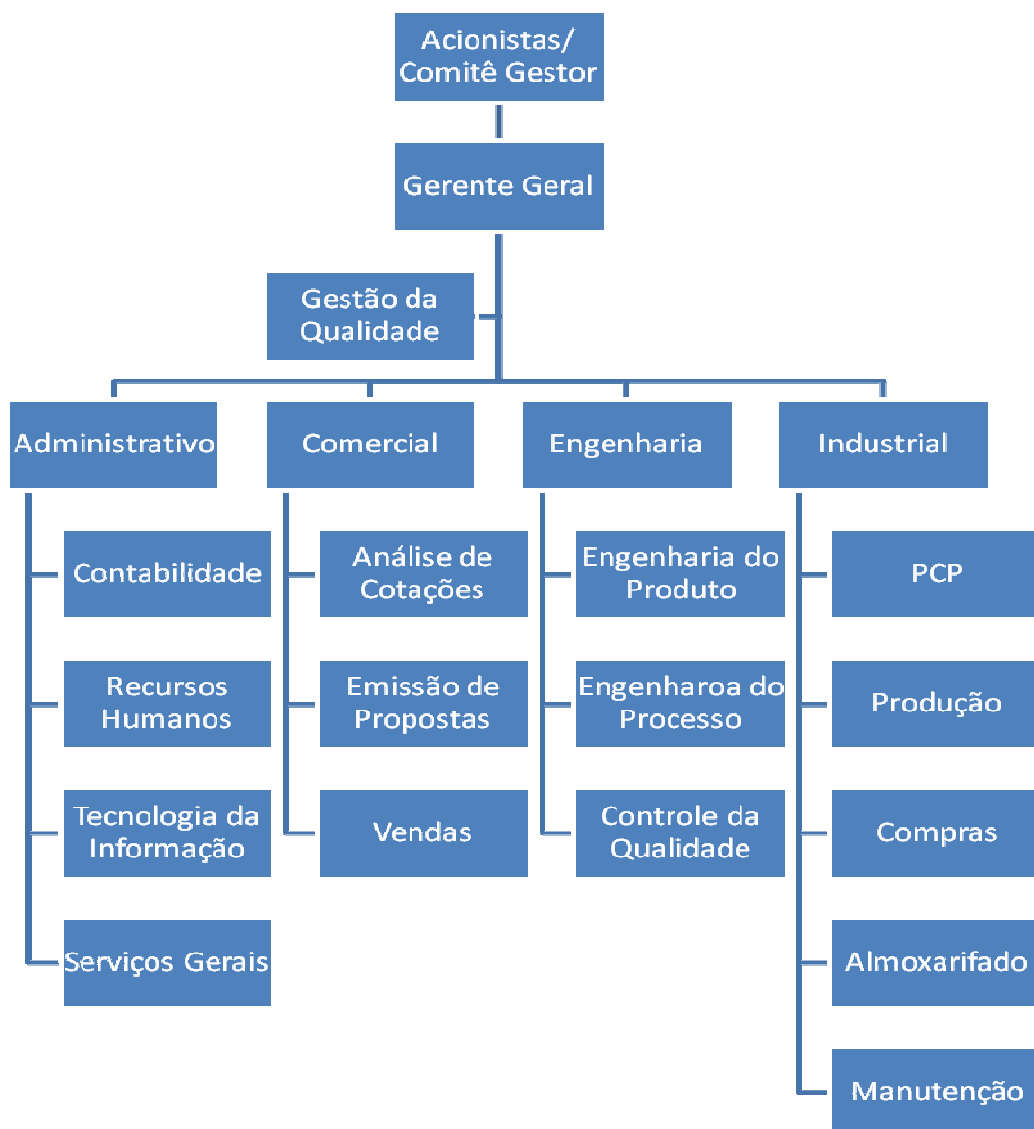 Acionistas/
Comitê Gestor
Gerente Geral
Gestão da
Qualidade
Administrativo
Comercial
Engenharia
Industrial
Contabilidade
Recursos
Humanos
Tecnologia da
Informação
Serviços Gerais
Análise de
Cotações
Emissão de
Propostas
Vendas
Engenharia do
Produto
Engenharoa do
Processo
Controle da
Qualidade
PCP
Produção
Compras
Almoxarifado
Manutenção